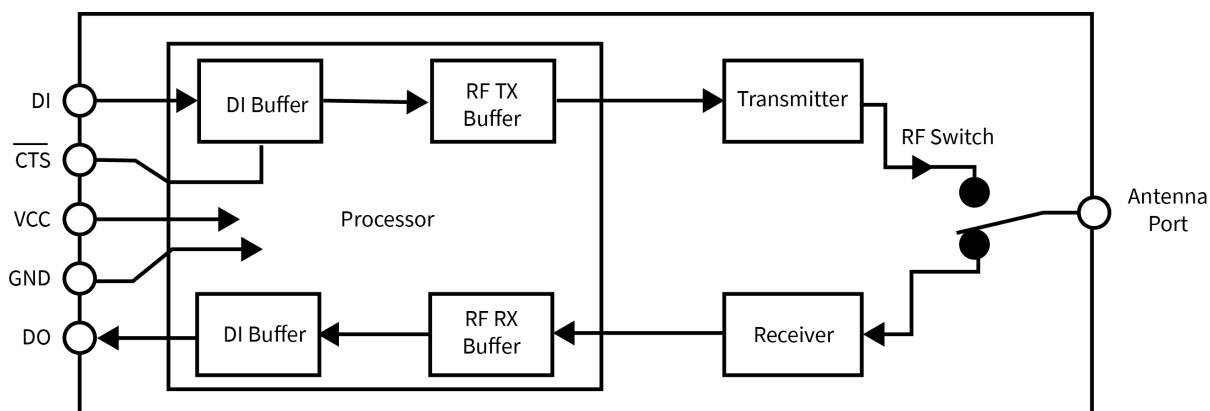 DI
DI Buffer
RF TX
Buffer
Transmitter
RF Switch
CTS
VCC
Processor
Antenna
Port
GND
DO
DI Buffer
RF RX
Buffer
Receiver